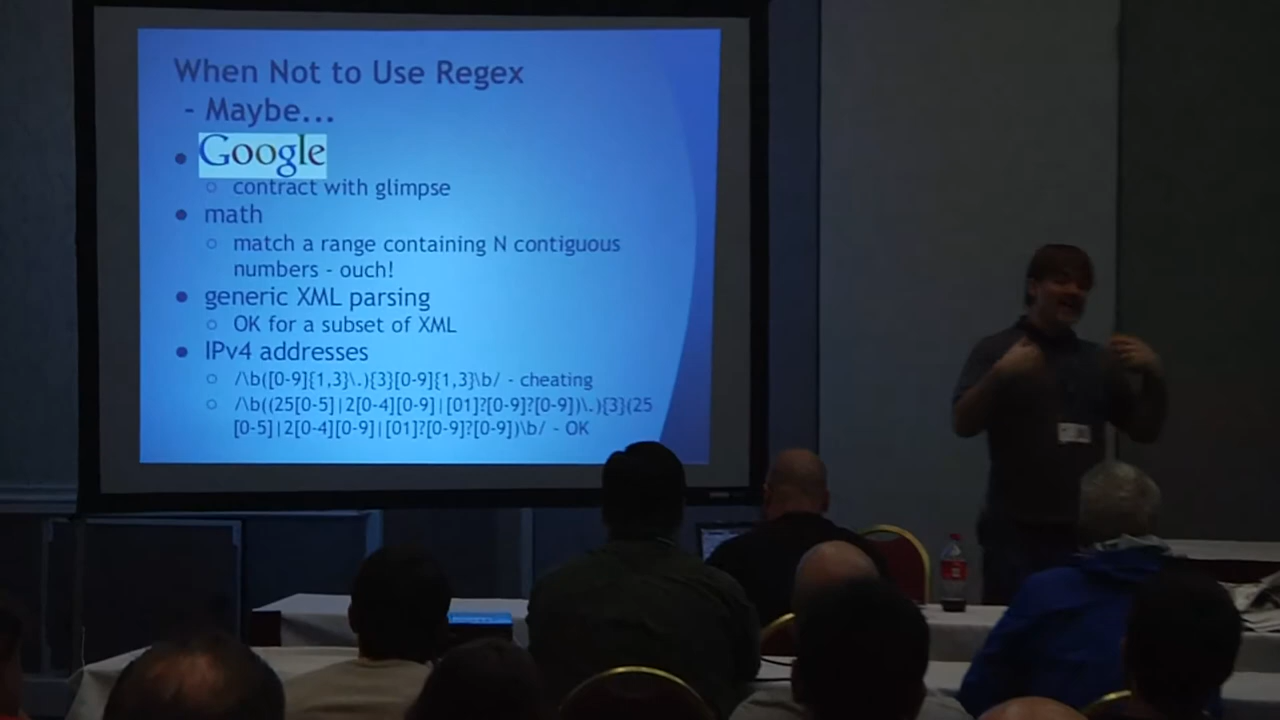 When Not to Use Regex
- Maybe...
• Google
○ contract with glimpse
• math
○ match a range containing N contiguous
numbers - ouch!
• generic XML parsing
○ OK for a subset of XML
• IPv4 addresses
○ /\b([0-9]{1,3}\.){3}[0-9]{1,3}\b/ - cheating
○ /\b((25[0-5]|2[0-4][0-9]|[01]?[0-9]?[0-9])\.){3}(25
[0-5]|2[0-4][0-9]|[01]?[0-9]?[0-9])\b/ - OK